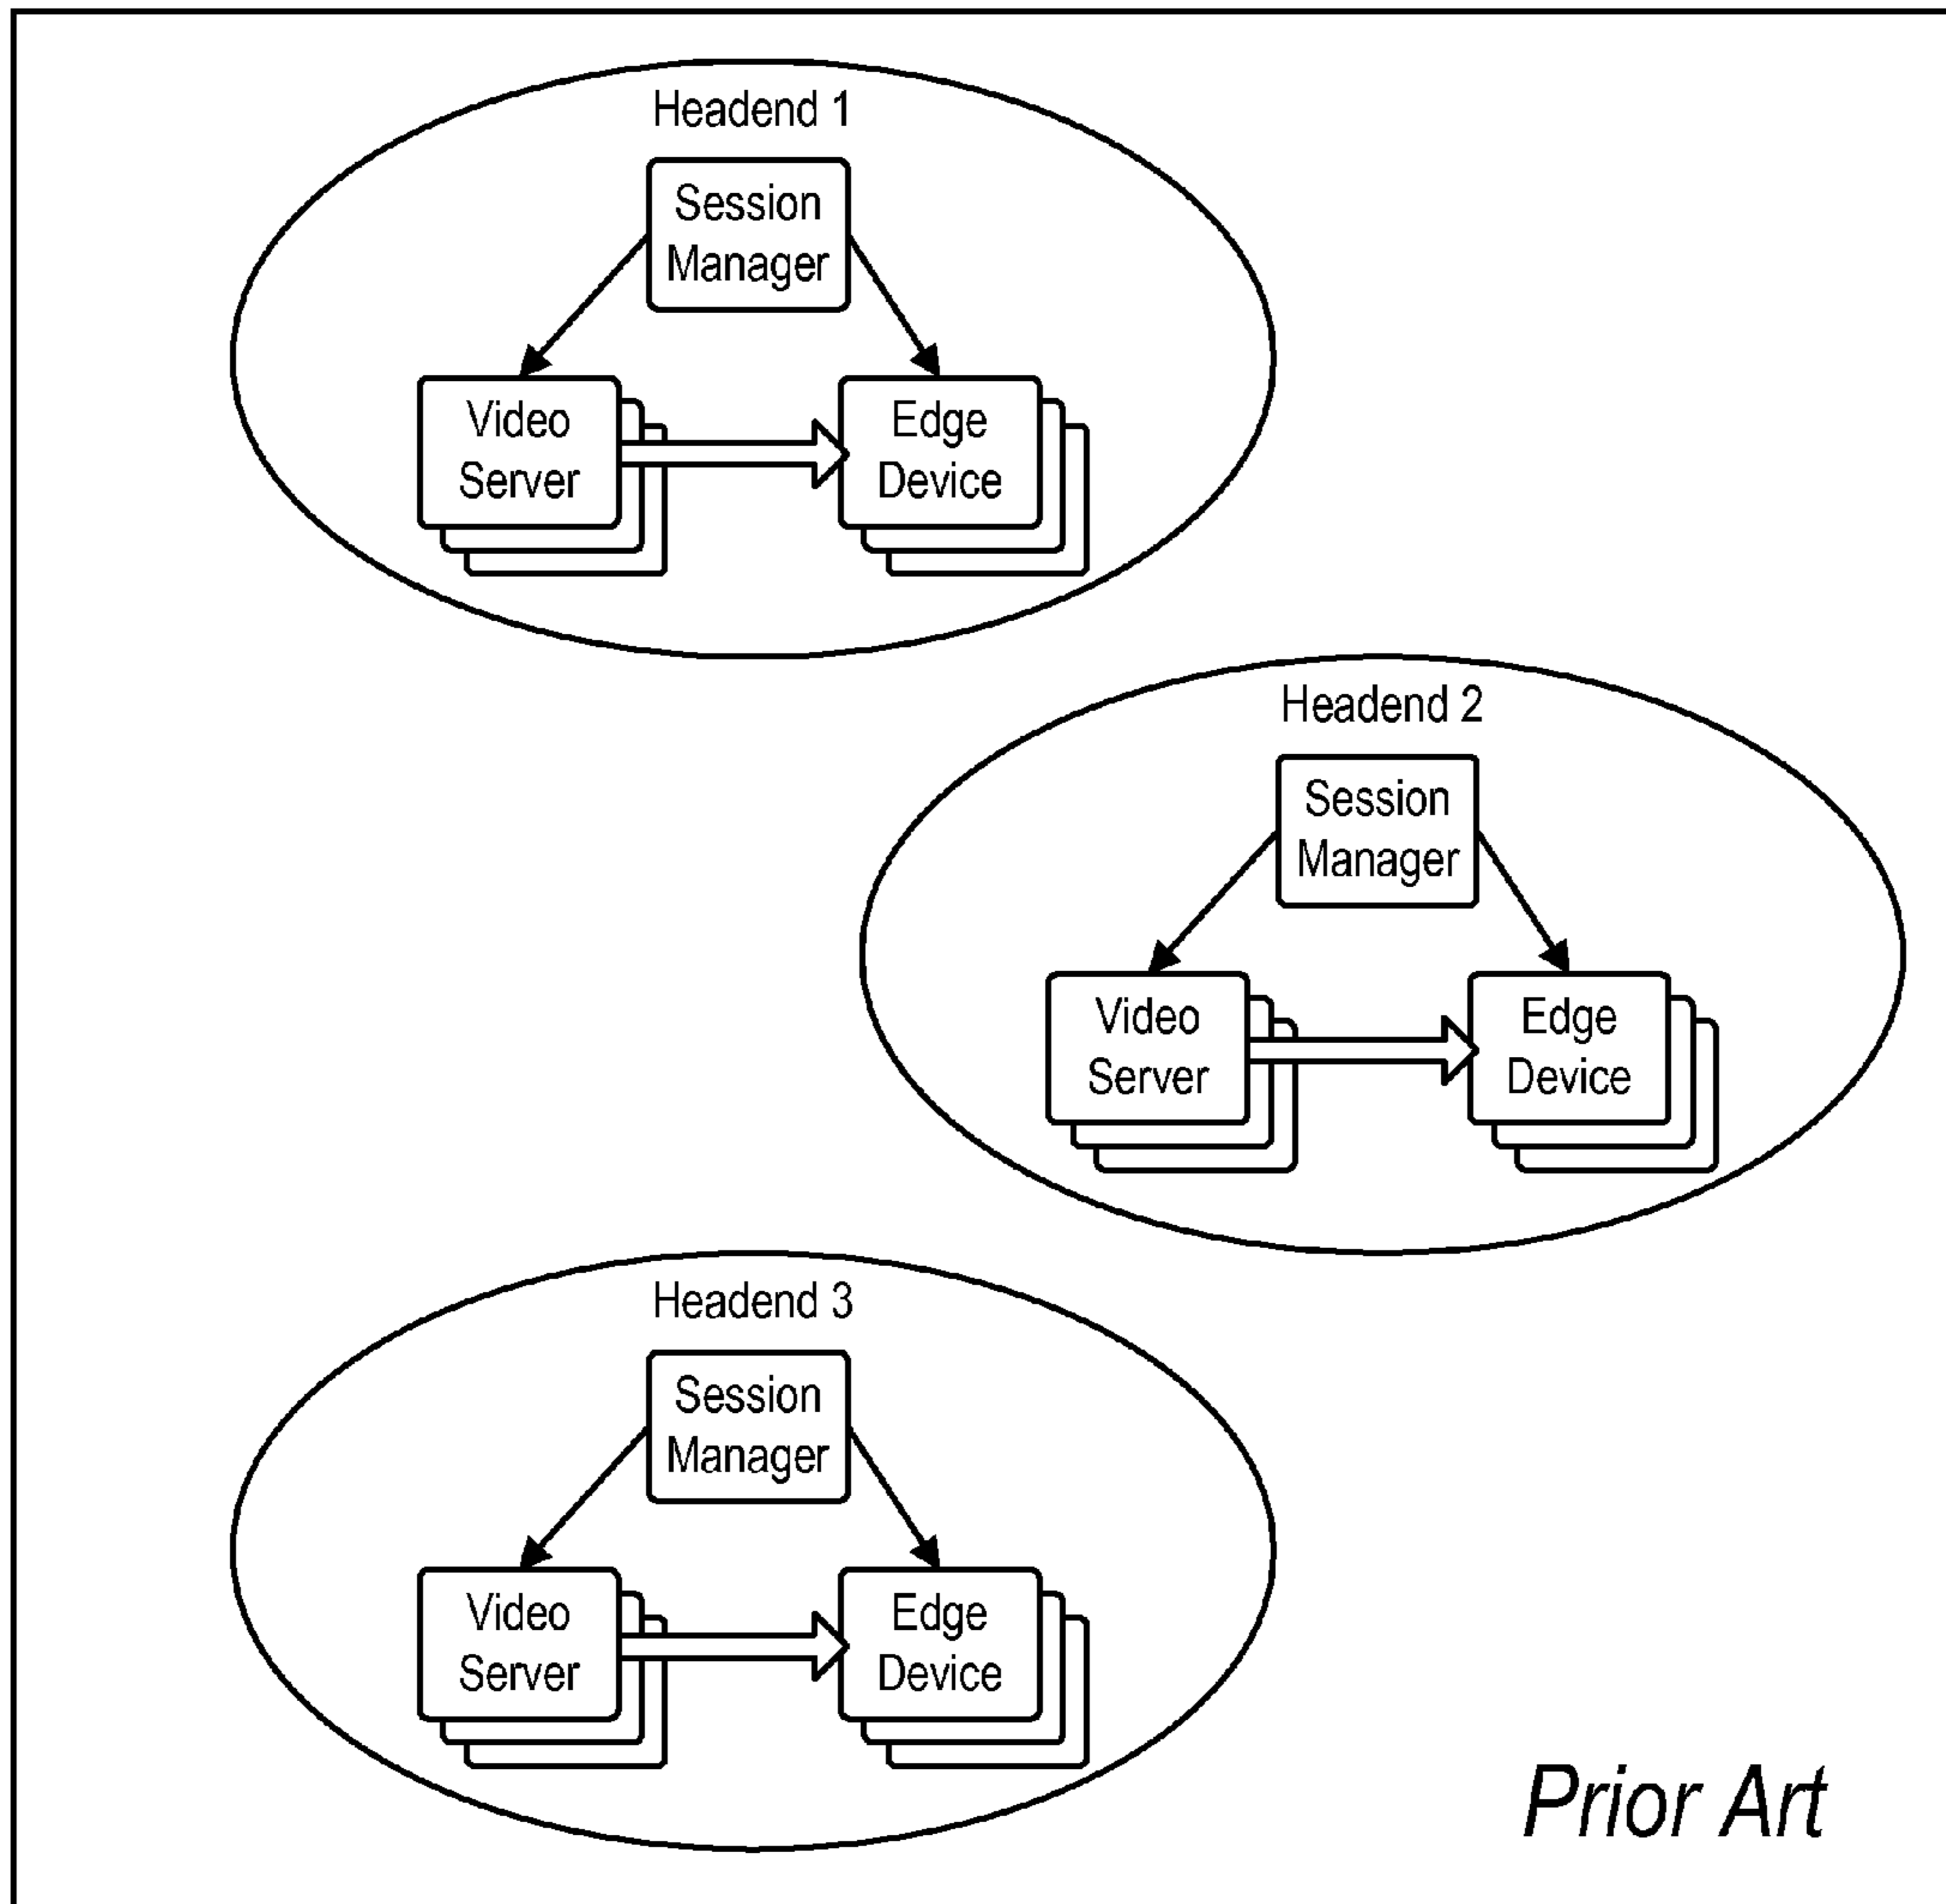 Headend 1
Session
Manager
Video
Server
Edge
Device
Headend 2
Session
Manager
Video
Server
Edge
Device
Headend 3
Session
Manager
Video
Server
Edge
Device
Prior Art